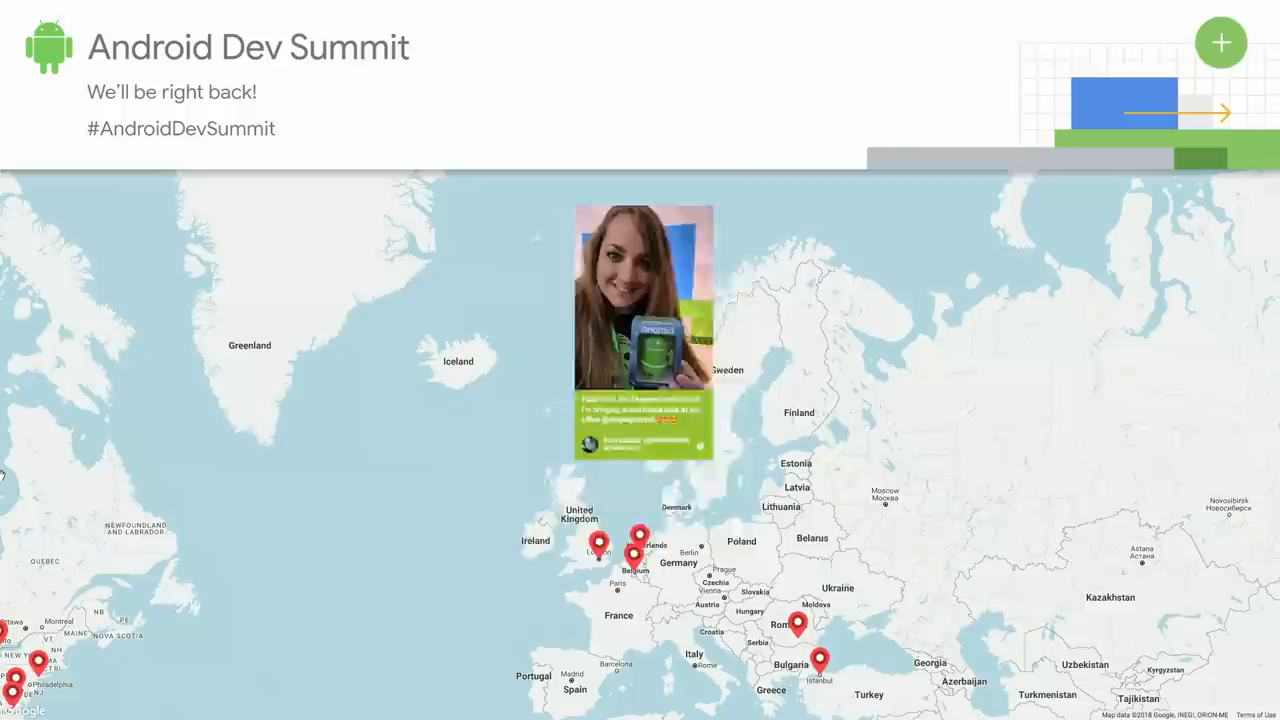 Android Dev Summit
We'll be right back!
#AndroidDevSummit
Android
Greenland
Iceland
Sweden
Finland
Estonia
Latvia
Lithuania
Moscow
Москва
Novosibirsk
Новосибирск
United
Kingdom
Denmark
Ireland
Poland
Belarus
Berlin
Germany
Belgium
Paris
Prague
Czechia
Vienna
Slovakia
Austria
Hungary
Moldova
Ukraine
France
Croatia
Serbia
Astana
Астана
Kazakhstan
NEWFOUNDLAND
AND LABRADOR
QUEBEC
Montreal
NB
PE
VT
MAINE
NOVA SCOTIA
NH
NEW
Philadelphia
DE
NJ
Italy
Rome
Barcelona
Madrid
Portugal
Spain
Bulgaria
Greece
Istanbul
Turkey
Georgia
Azerbaijan
Uzbekistan
Kyrgyzstan
Turkmenistan
Tajikistan
Google
Map data ©2018 Google, INEGI, ORION-ME
Terms of Use